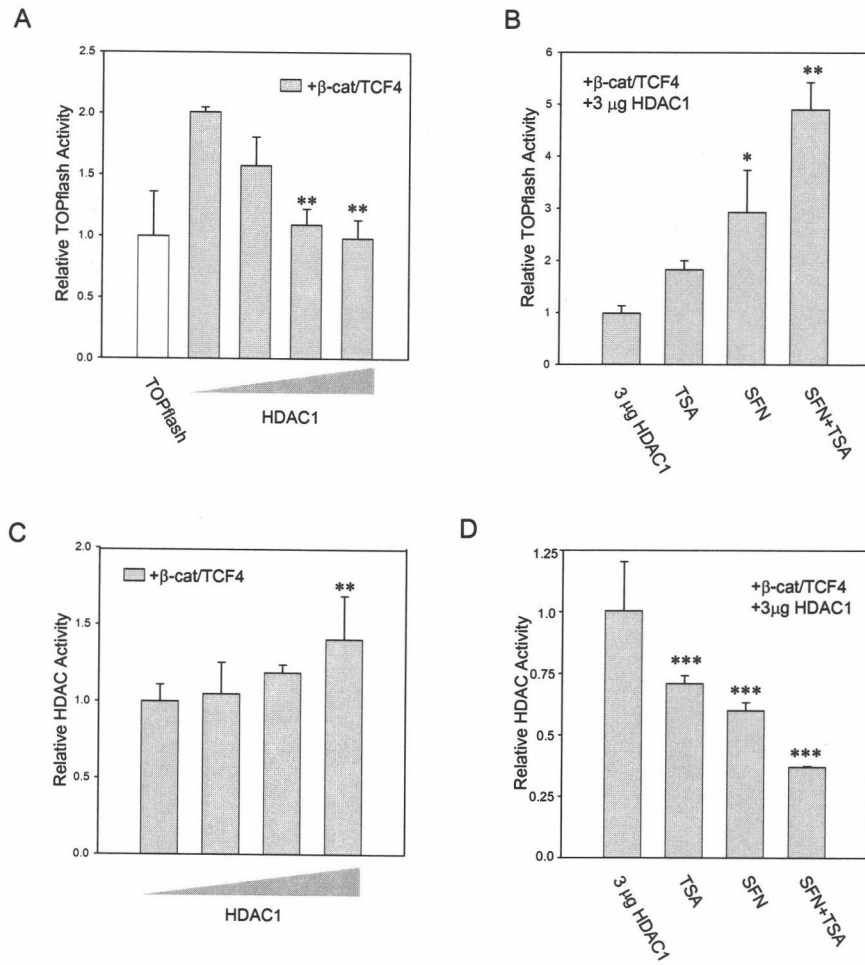 A
Relative TOPflash Activity
2.5
2.0
1.5
1.0
0.5
0.0
+β-cat/TCF4
**
**
TOPflash
HDAC1
B
Relative TOPflash Activity
6
5
4
3
2
1
0
+β-cat/TCF4
+3 μg HDAC1
*
**
3 μg HDAC1
TSA
SFN
SFN+TSA
C
Relative HDAC Activity
2.0
1.5
1.0
0.5
0.0
+β-cat/TCF4
**
HDAC1
D
Relative HDAC Activity
1.25
1.0
0.75
0.5
0.25
0.0
+β-cat/TCF4
+3μg HDAC1
***
***
***
3 μg HDAC1
TSA
SFN
SFN+TSA